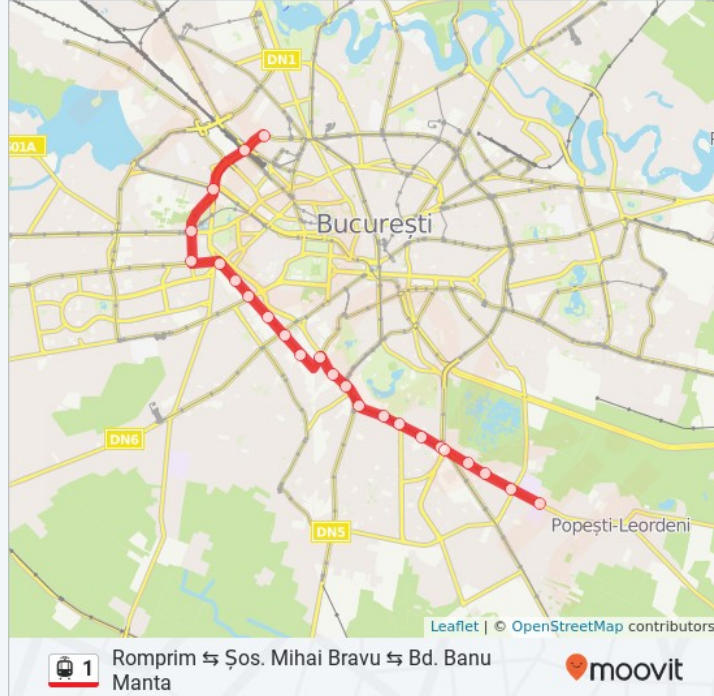 DN1
01A
București
DN6
DN5
Popești-Leordeni
Leaflet | © OpenStreetMap contributors
1
Romprim ⇆ Șos. Mihai Bravu ⇆ Bd. Banu
Manta
moovit